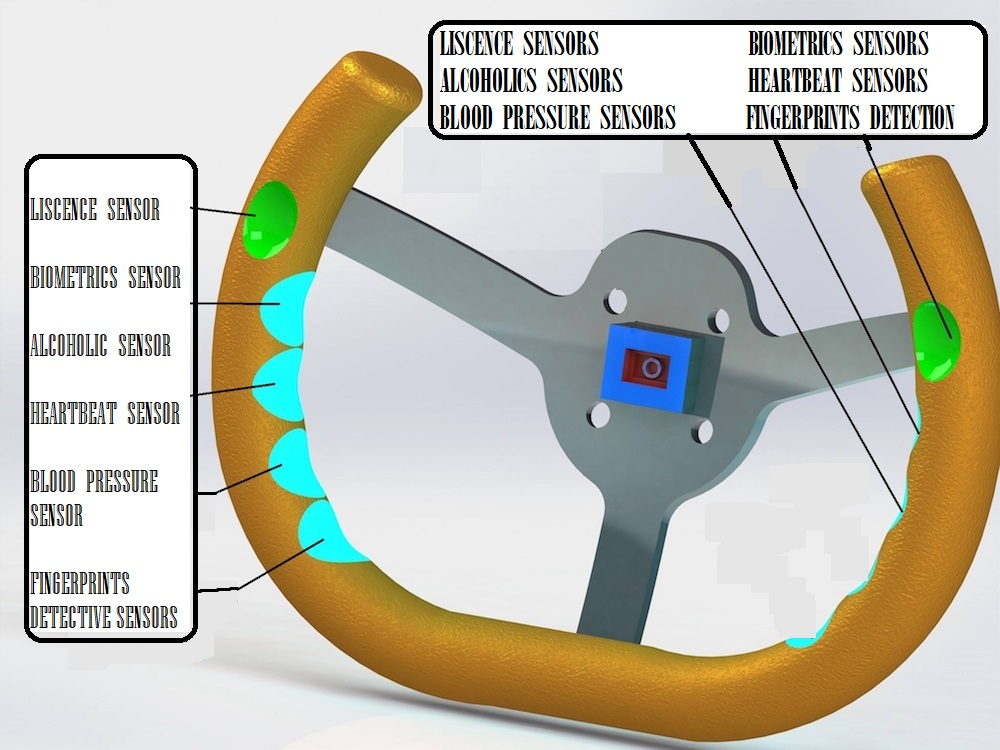 LISCENCE SENSORS
BIOMETRICS SENSORS
ALCOHOLICS SENSORS
HEARTBEAT SENSORS
BLOOD PRESSURE SENSORS
FINGERPRINTS DETECTION
LISCENCE SENSOR
BIOMETRICS SENSOR
ALCOHOLIC SENSOR
HEARTBEAT SENSOR
BLOOD PRESSURE
SENSOR
FINGERPRINTS
DETECTIVE SENSORS